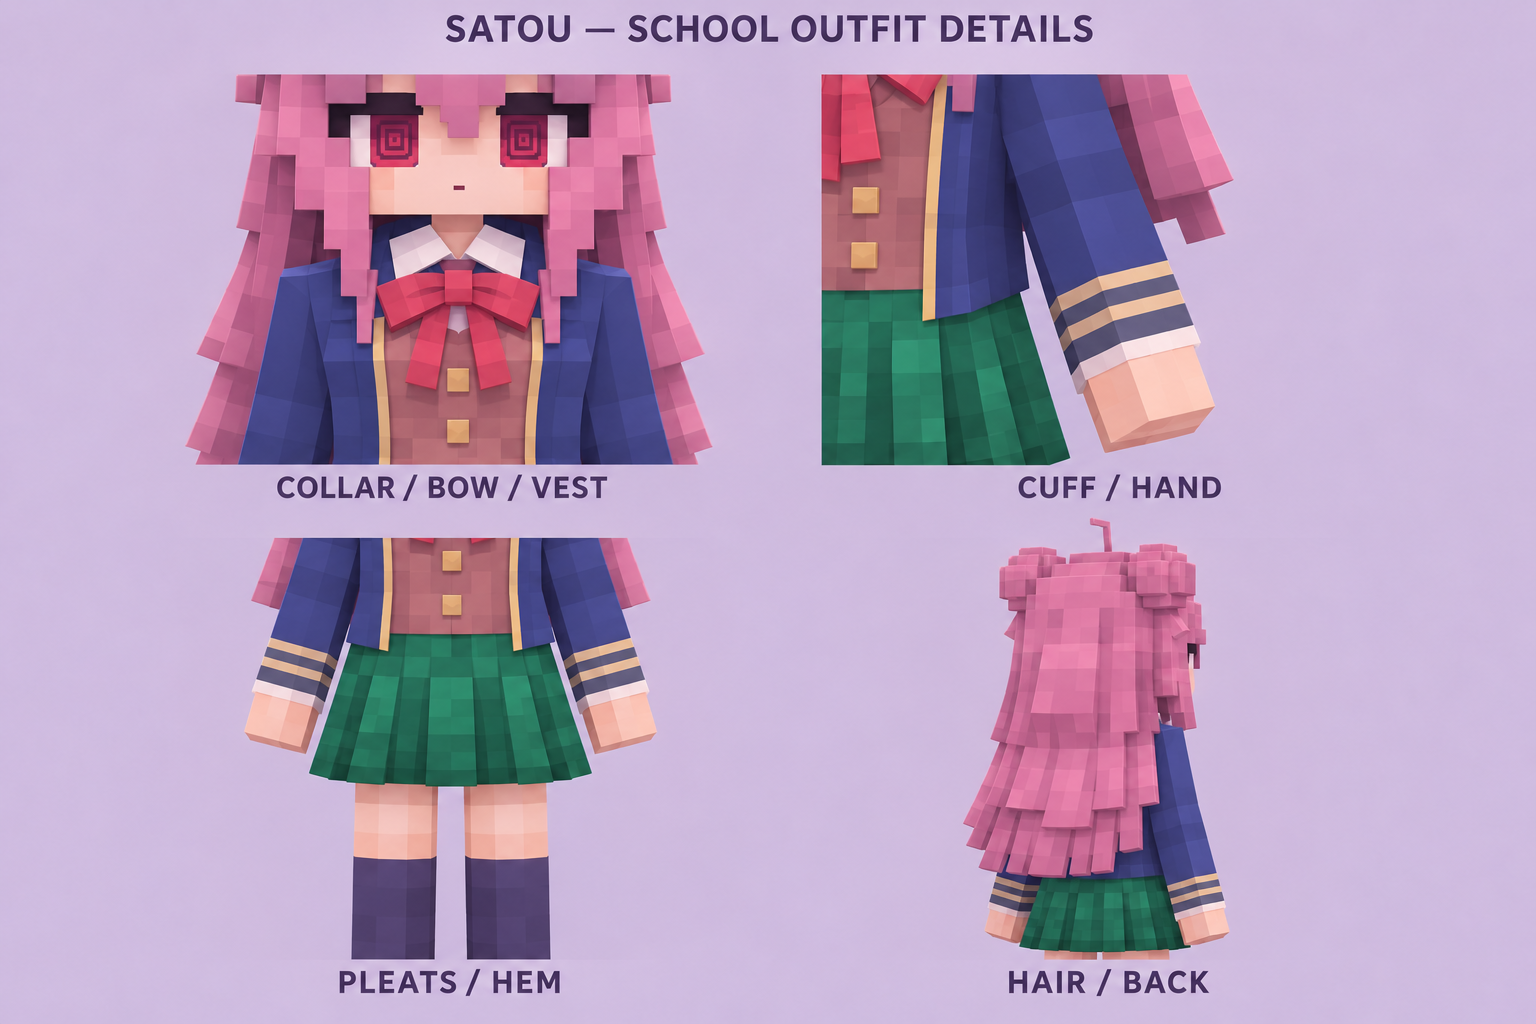 SATOU — SCHOOL OUTFIT DETAILS
COLLAR / BOW / VEST
CUFF / HAND
PLEATS / HEM
HAIR / BACK